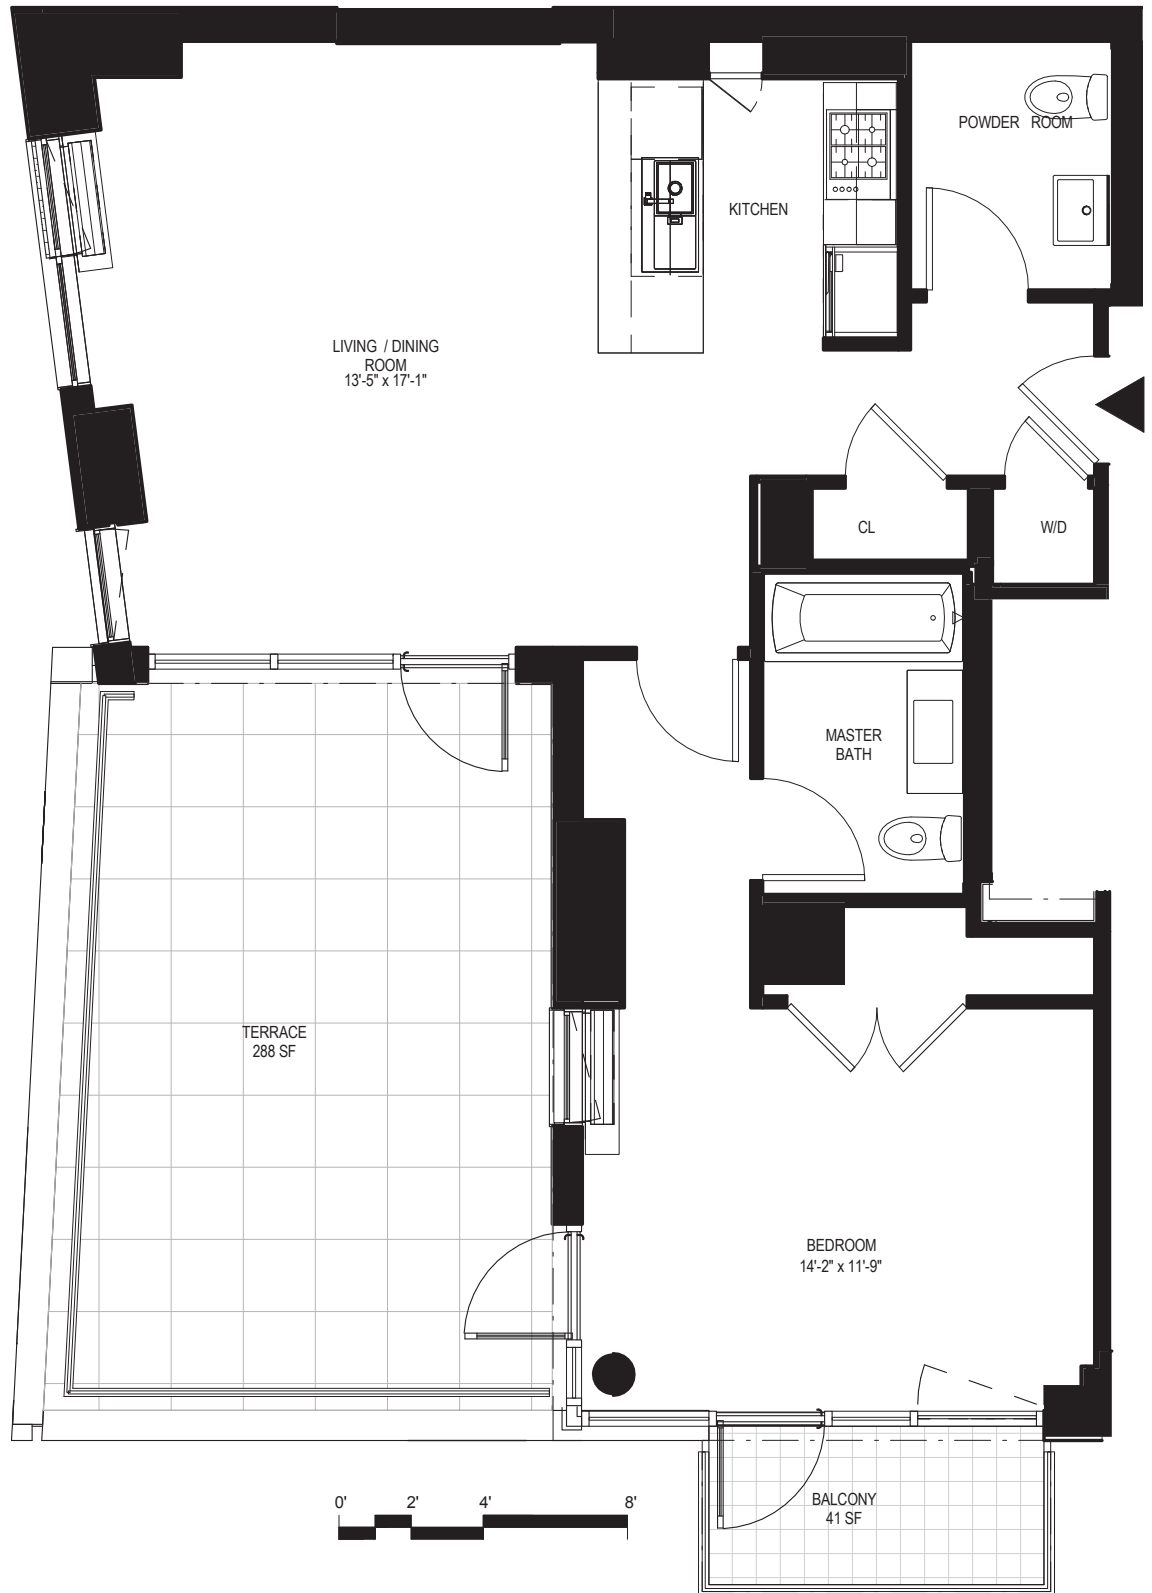 POWDER ROOM
KITCHEN
LIVING / DINING
ROOM
13'-5" x 17'-1"
CL
W/D
MASTER
BATH
TERRACE
288 SF
BEDROOM
14'-2" x 11'-9"
BALCONY
41 SF
0' 2' 4' 8'